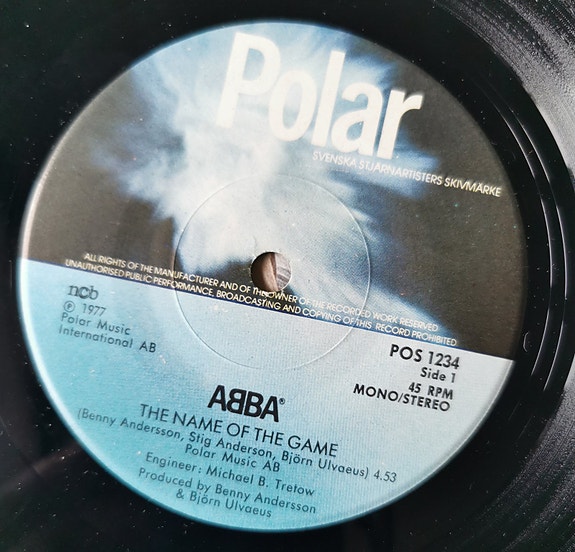 Polar
SVENSKA STJÄRNARTISTERS SKIVMÄRKE
ALL RIGHTS OF THE MANUFACTURER AND OF THE OWNER OF THE RECORDED WORK RESERVED
UNAUTHORISED PUBLIC PERFORMANCE, BROADCASTING AND COPYING OF THIS RECORD PROHIBITED
ncb
℗ 1977
Polar Music
International AB
POS 1234
Side 1
45 RPM
MONO/STEREO
ABBA®
THE NAME OF THE GAME
(Benny Andersson, Stig Anderson, Björn Ulvaeus) 4.53
Polar Music AB
Engineer: Michael B. Tretow
Produced by Benny Andersson
& Björn Ulvaeus